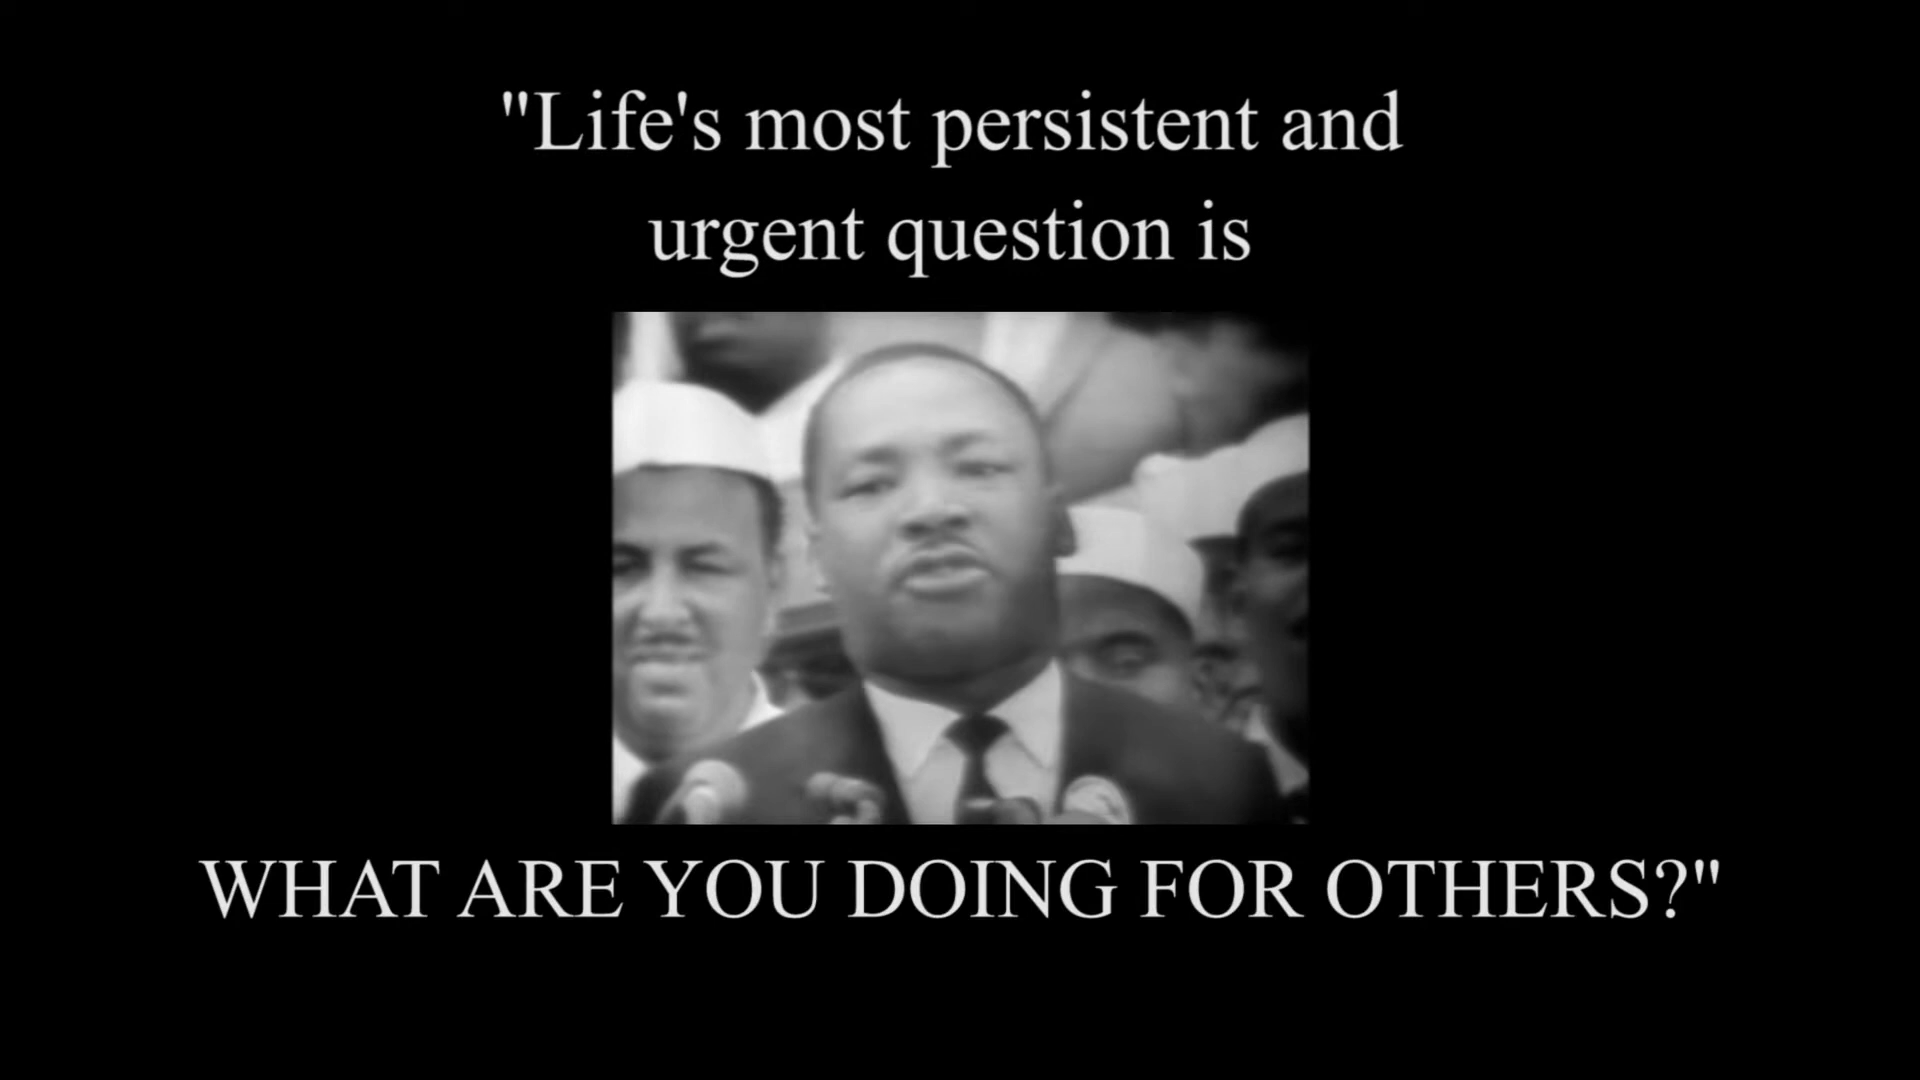 "Life's most persistent and
urgent question is
WHAT ARE YOU DOING FOR OTHERS?"